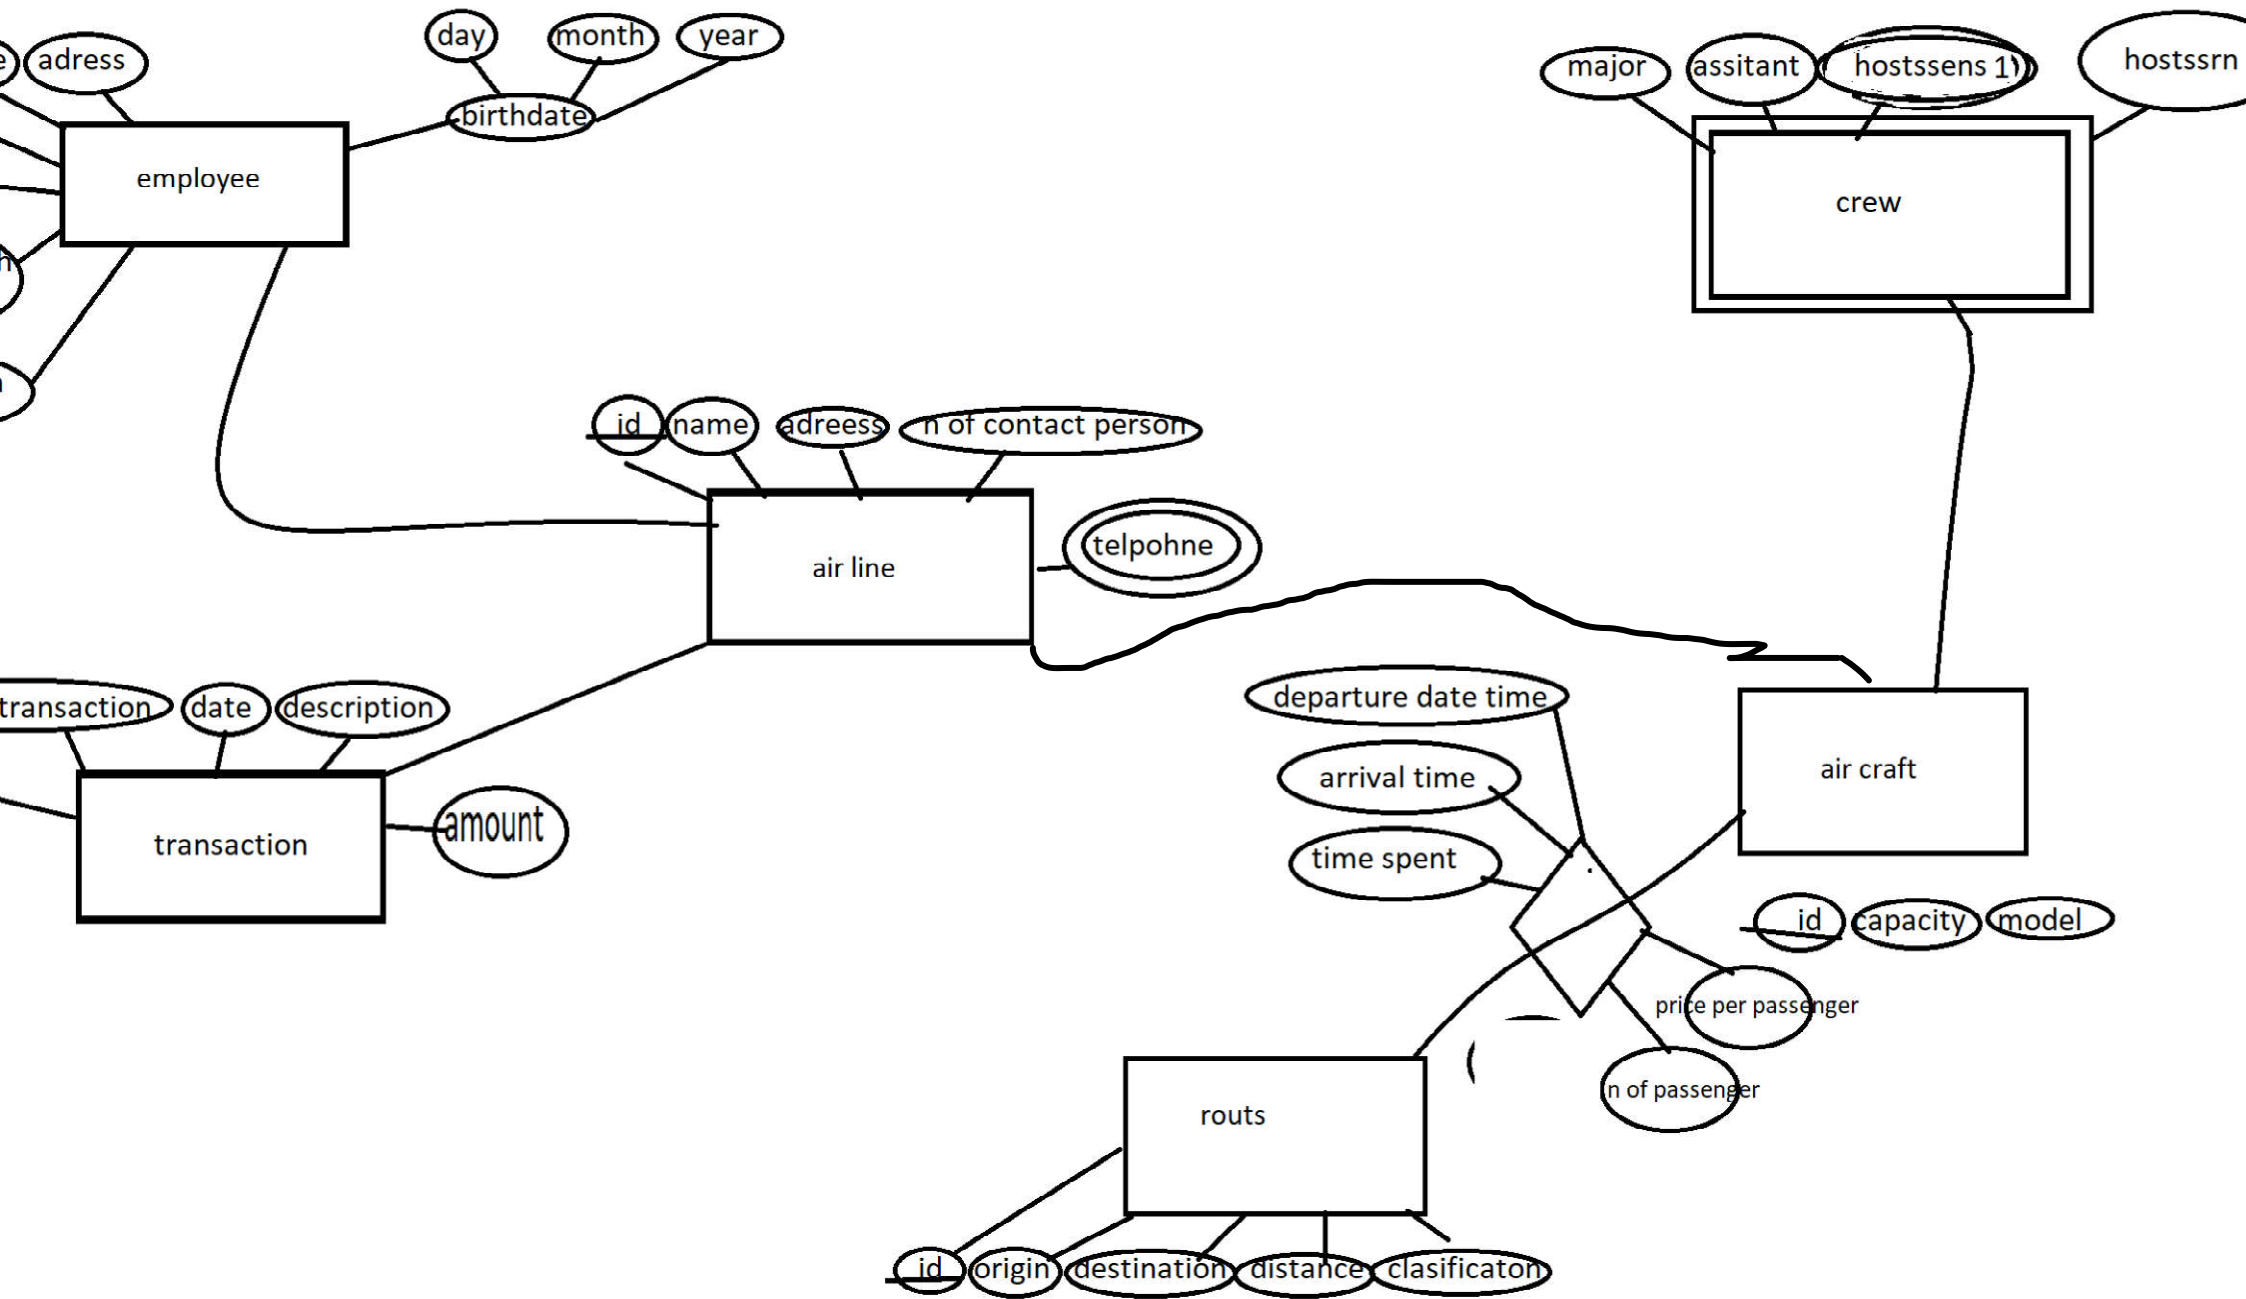 day
month
year
adress
birthdate
employee
major
assitant
hostssens 1
hostssrn
crew
id
name
adreess
n of contact person
telpohne
air line
transaction
date
description
amount
transaction
departure date time
arrival time
time spent
air craft
id
capacity
model
price per passenger
n of passenger
routs
id
origin
destination
distance
clasificaton